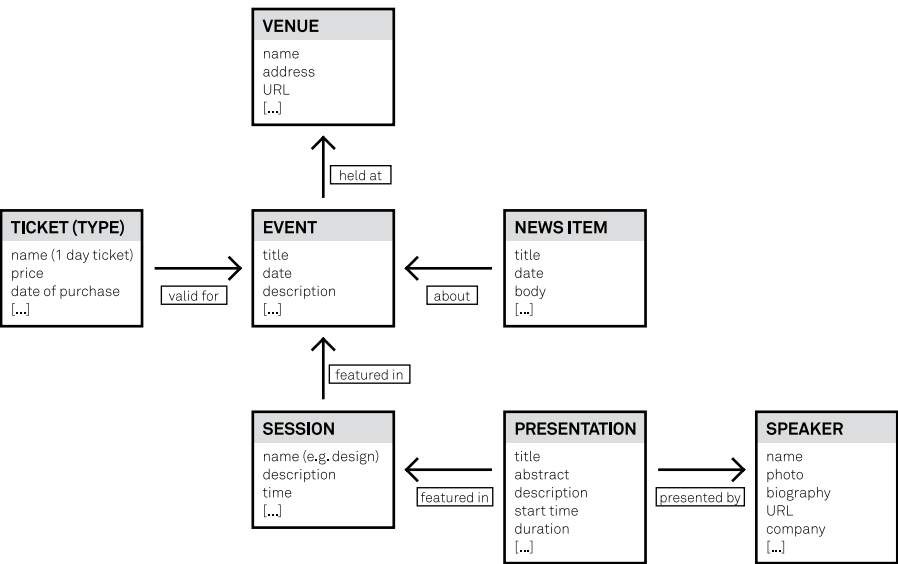 VENUE
name
address
URL
[...]
held at
TICKET (TYPE)
name (1 day ticket)
price
date of purchase
[...]
valid for
EVENT
title
date
description
[...]
about
NEWS ITEM
title
date
body
[...]
featured in
SESSION
name (e.g. design)
description
time
[...]
featured in
PRESENTATION
title
abstract
description
start time
duration
[...]
presented by
SPEAKER
name
photo
biography
URL
company
[...]